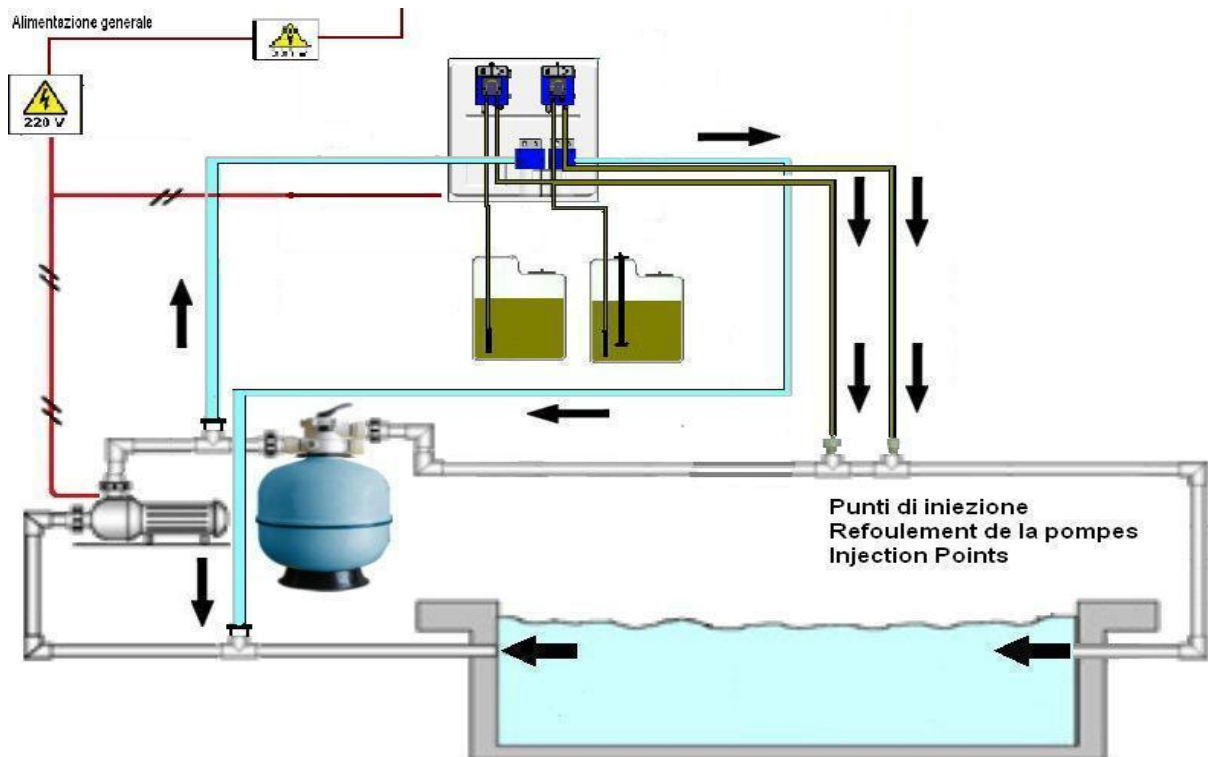 Alimentazione generale
220 V
Punti di iniezione
Refoulement de la pompes
Injection Points